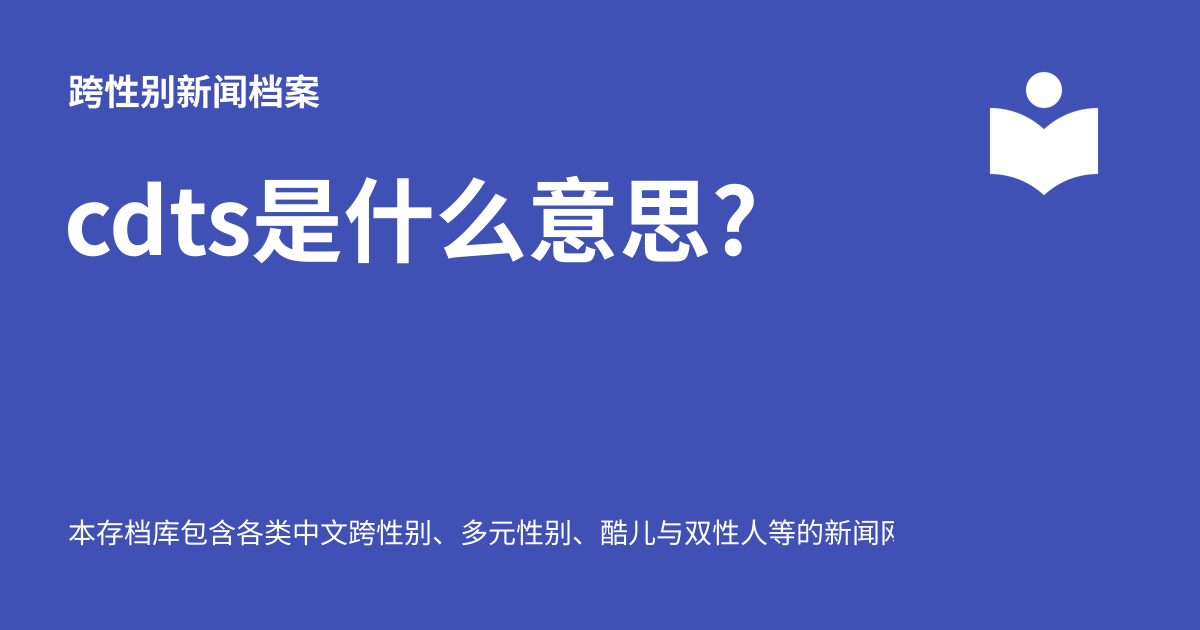 跨性别新闻档案
cdts是什么意思？
本存档库包含各类中文跨性别、多元性别、酷儿与双性人等的新闻